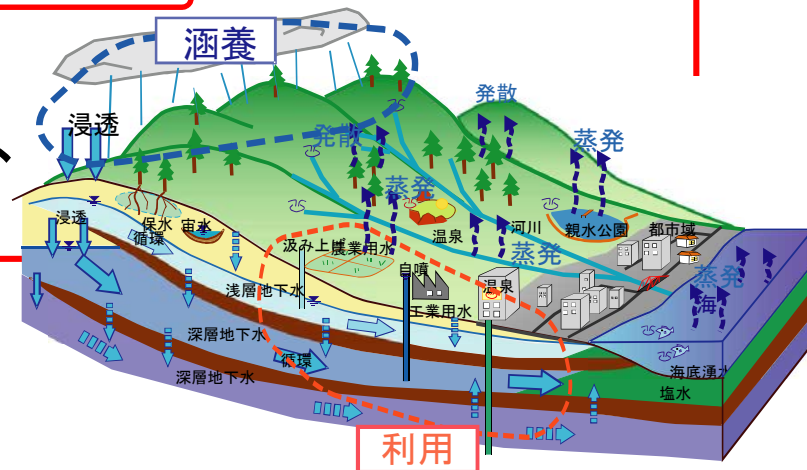 涵養
発散
浸透
発散
蒸発
蒸発
浸透
保水
宙水
循環
汲み上げ
農業用水
温泉
河川
親水公園
都市域
蒸発
自噴
温泉
蒸発
海
浅層地下水
工業用水
深層地下水
循環
深層地下水
海底湧水
塩水
利用